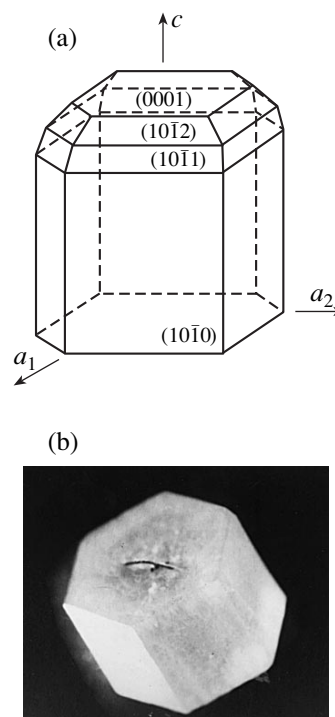 (a)
c
(0001)
(101̄2)
(101̄1)
(101̄0)
a₂
a₁
(b)